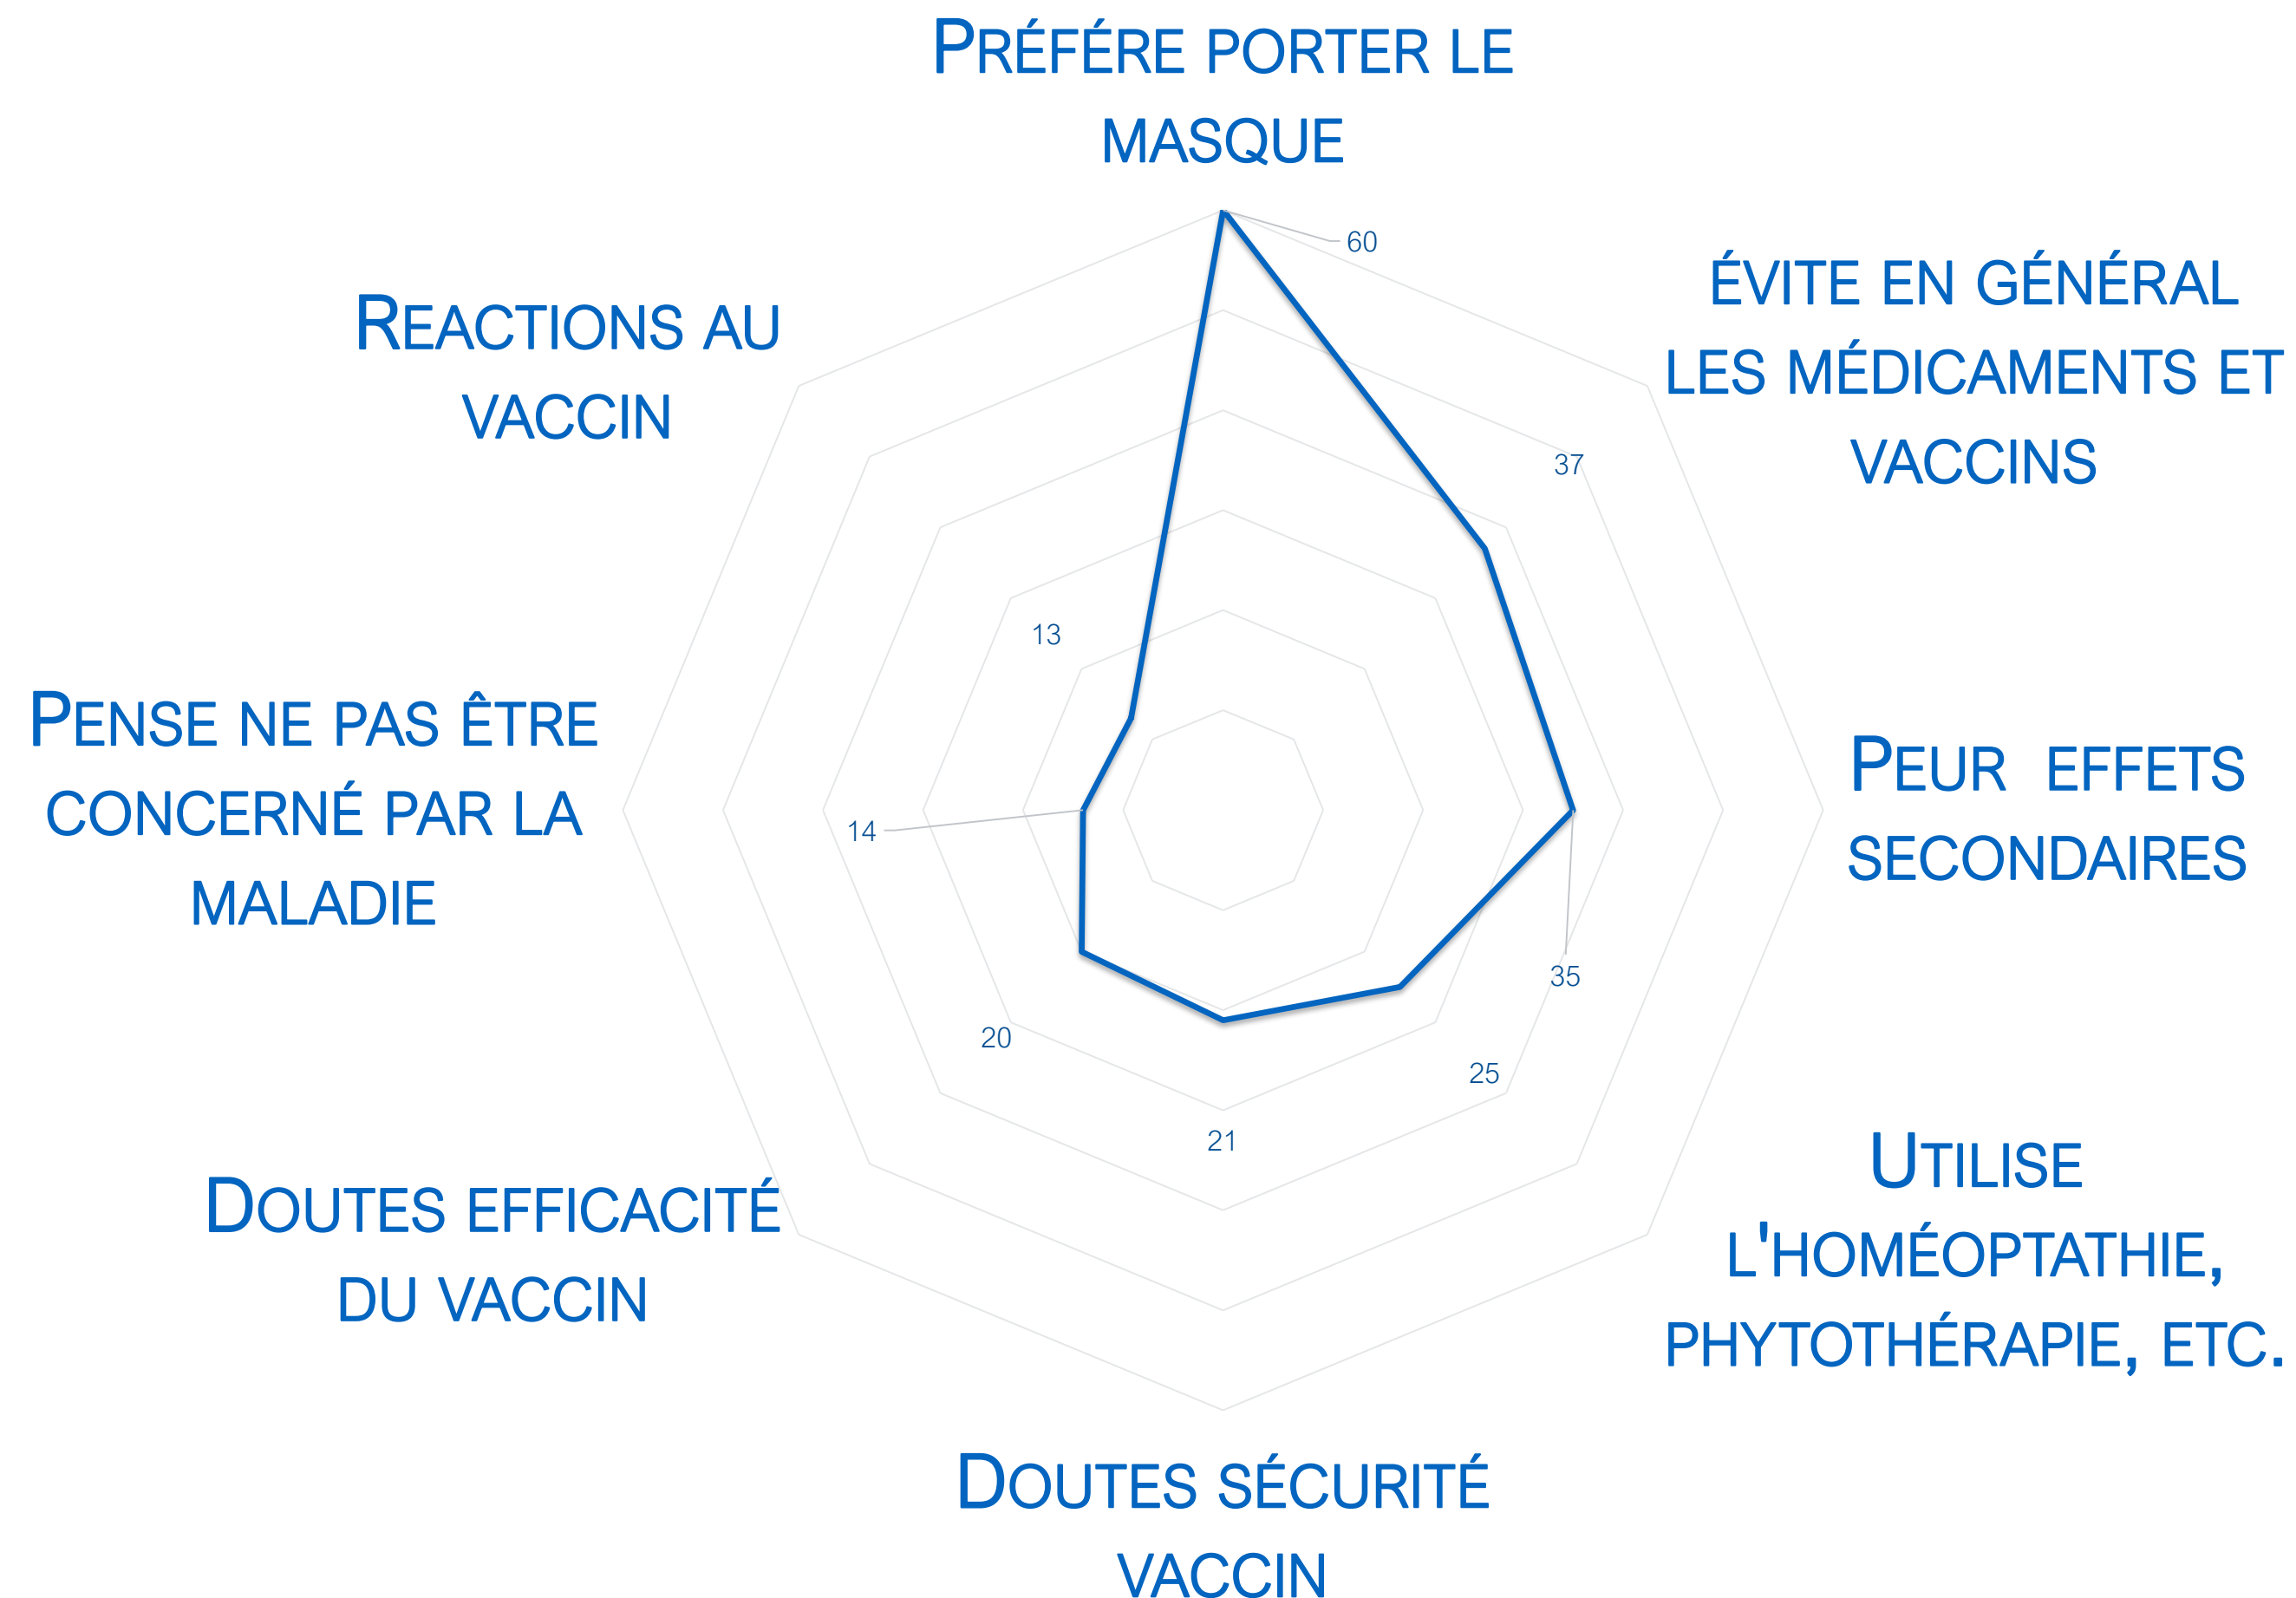 PRÉFÉRE PORTER LE
MASQUE
60
ÉVITE EN GÉNÉRAL
LES MÉDICAMENTS ET
VACCINS
37
PEUR EFFETS
SECONDAIRES
35
UTILISE
L'HOMÉOPTATHIE,
PHYTOTHÉRAPIE, ETC.
25
DOUTES SÉCURITÉ
VACCIN
21
DOUTES EFFICACITÉ
DU VACCIN
20
PENSE NE PAS ÊTRE
CONCERNÉ PAR LA
MALADIE
14
REACTIONS AU
VACCIN
13